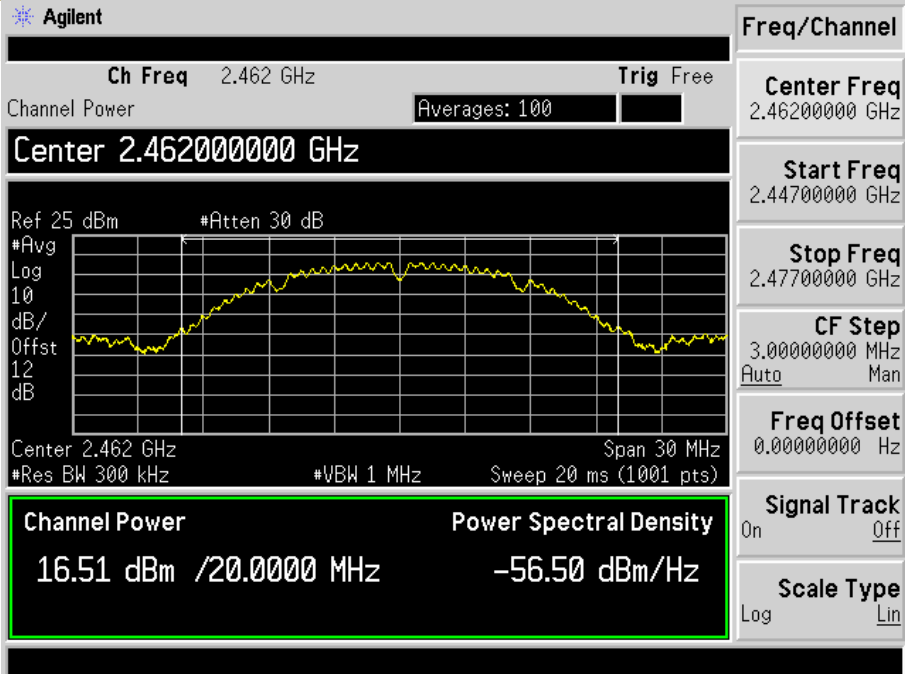 Agilent
Freq/Channel
Ch Freq 2.462 GHz Trig Free
Channel Power Averages: 100
Center 2.462000000 GHz
Ref 25 dBm #Atten 30 dB
#Avg
Log
10
dB/
Offst
12
dB
Center 2.462 GHz Span 30 MHz
#Res BW 300 kHz #VBW 1 MHz Sweep 20 ms (1001 pts)
Channel Power Power Spectral Density
16.51 dBm /20.0000 MHz -56.50 dBm/Hz
Center Freq
2.46200000 GHz
Start Freq
2.44700000 GHz
Stop Freq
2.47700000 GHz
CF Step
3.00000000 MHz
Auto Man
Freq Offset
0.00000000 Hz
Signal Track
On Off
Scale Type
Log Lin